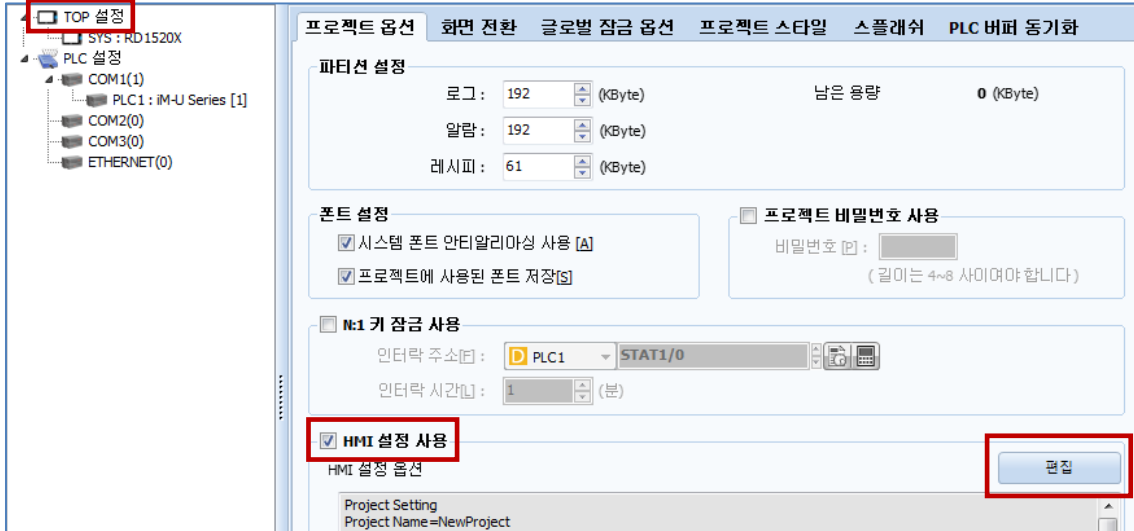 TOP 설정
SYS : RD1520X
PLC 설정
COM1(1)
PLC1 : iM-U Series [1]
COM2(0)
COM3(0)
ETHERNET(0)
프로젝트 옵션 화면 전환 글로벌 잠금 옵션 프로젝트 스타일 스플래쉬 PLC 버퍼 동기화
파티션 설정
로그 : 192 (KByte) 남은 용량 0 (KByte)
알람 : 192 (KByte)
레시피 : 61 (KByte)
폰트 설정
시스템 폰트 안티알리아싱 사용 [A]
프로젝트에 사용된 폰트 저장[S]
프로젝트 비밀번호 사용
비밀번호 [P] :
( 길이는 4~8 사이여야 합니다 )
N:1 키 잠금 사용
인터락 주소[F] : D PLC1 STAT1/0
인터락 시간[L] : 1 (분)
HMI 설정 사용
HMI 설정 옵션
편집
Project Setting
Project Name=NewProject